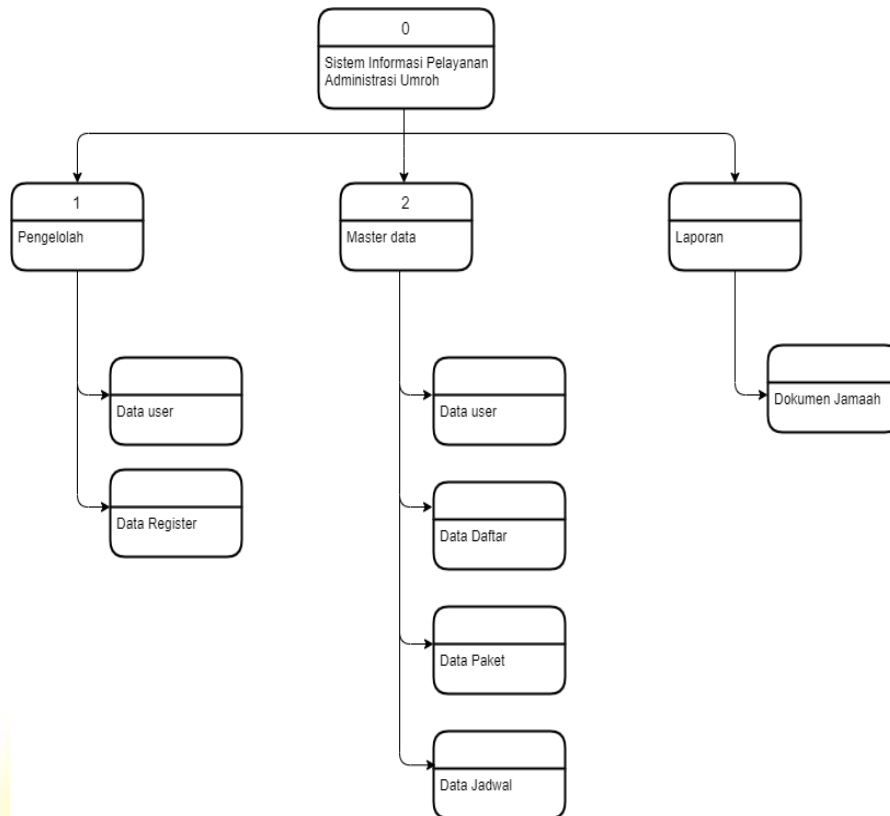 0
Sistem Informasi Pelayanan
Administrasi Umroh
1
Pengelolah
2
Master data
Laporan
Data user
Data Register
Data user
Data Daftar
Data Paket
Data Jadwal
Dokumen Jamaah